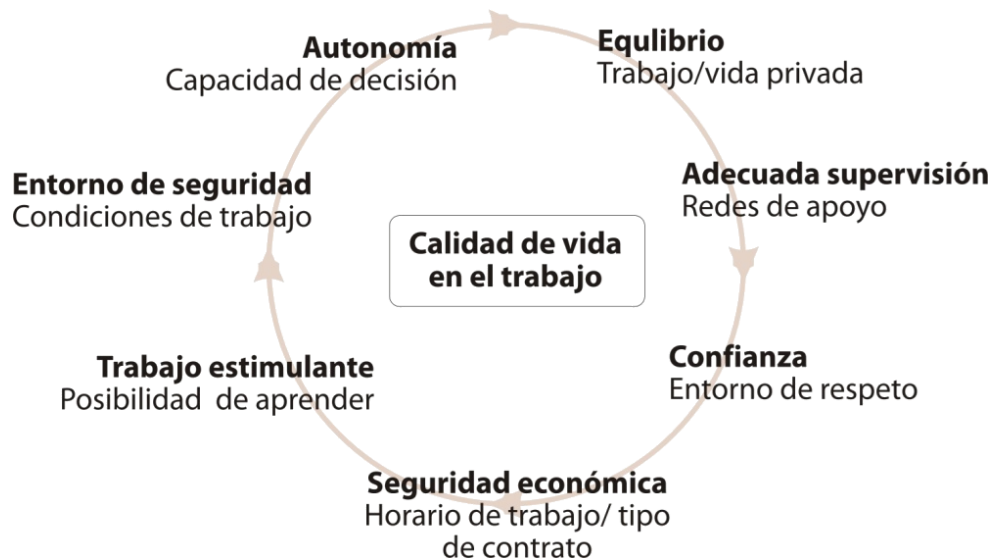 Autonomía
Capacidad de decisión
Equlibrio
Trabajo/vida privada
Entorno de seguridad
Condiciones de trabajo
Adecuada supervisión
Redes de apoyo
Calidad de vida
en el trabajo
Trabajo estimulante
Posibilidad de aprender
Confianza
Entorno de respeto
Seguridad económica
Horario de trabajo/ tipo
de contrato